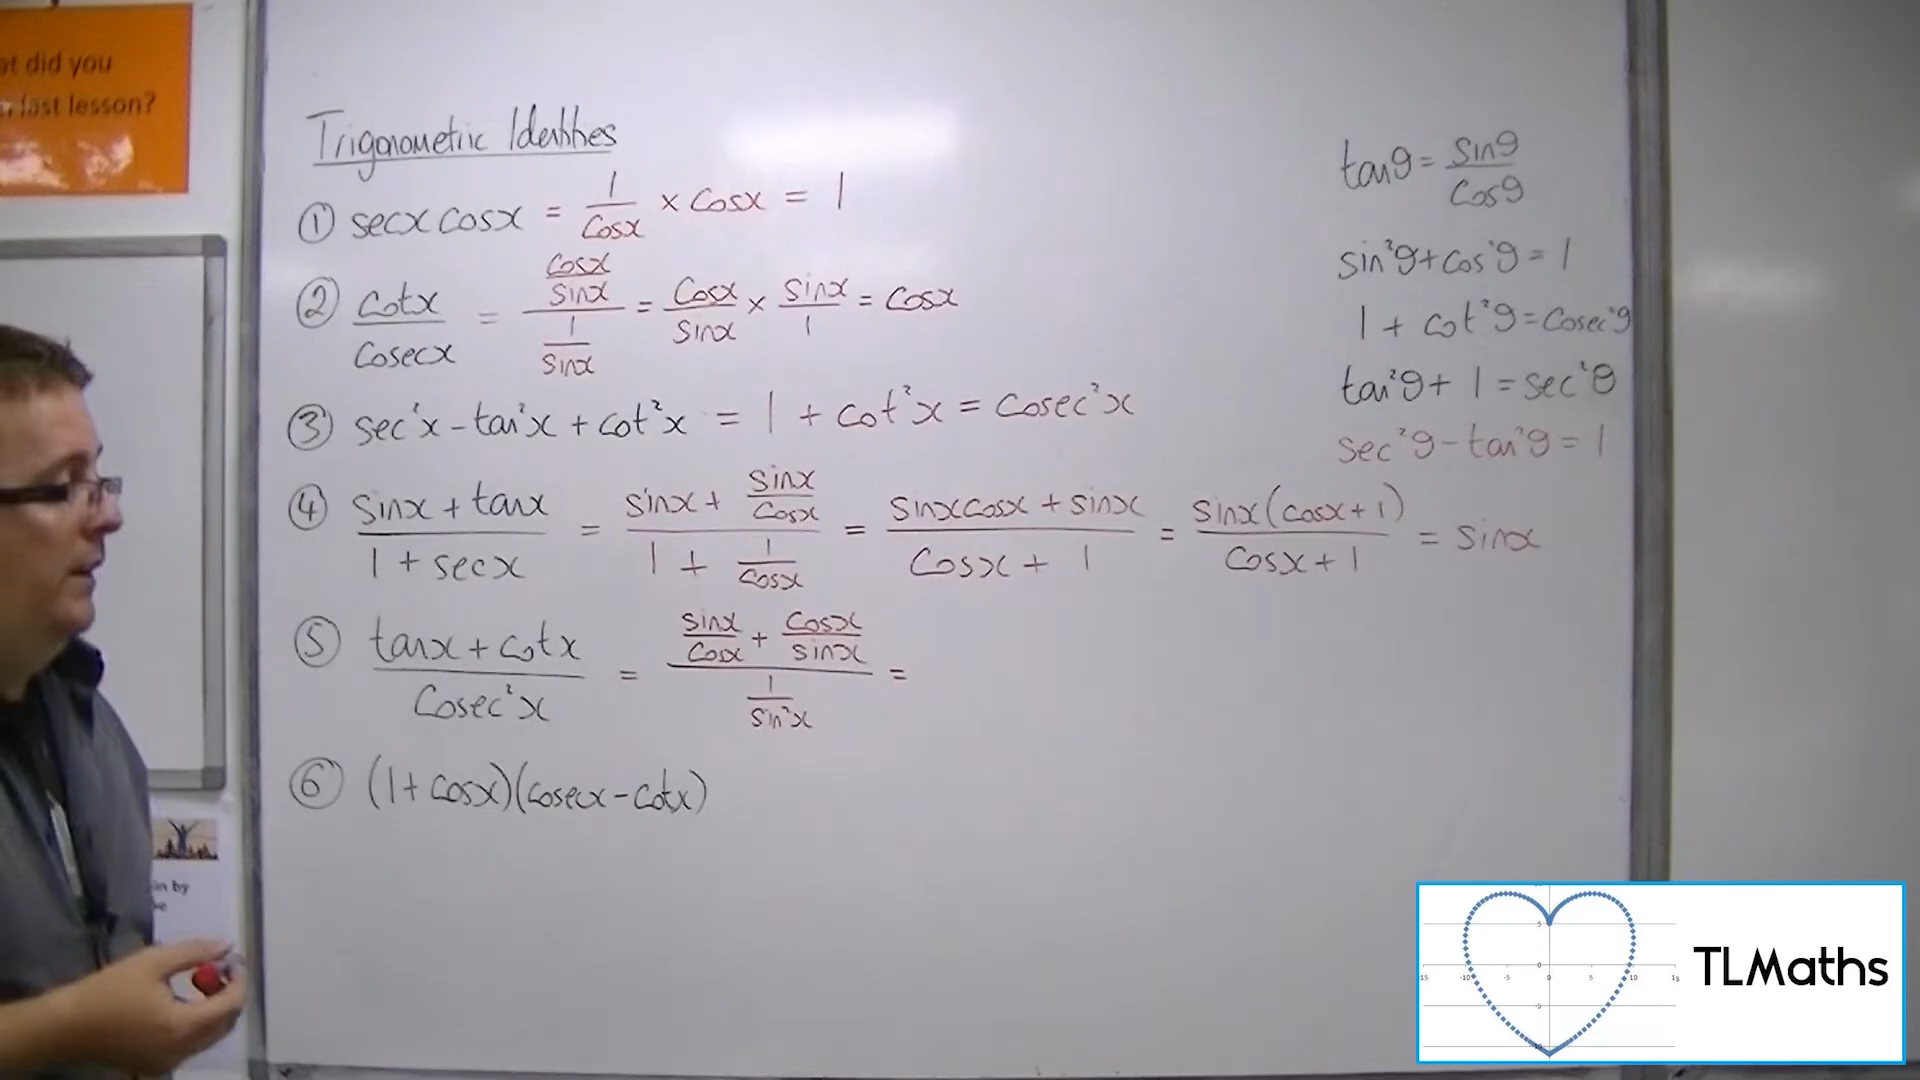 at did you
last lesson?
Trigonometric Identities
① secx cosx = 1/cosx × cosx = 1
② cotx/cosecx = (cosx/sinx)/(1/sinx) = cosx/sinx × sinx/1 = cosx
③ sec²x - tan²x + cot²x = 1 + cot²x = cosec²x
④ (sinx + tanx)/(1 + secx) = (sinx + sinx/cosx)/(1 + 1/cosx) = (sinxcosx + sinx)/(cosx + 1) = sinx(cosx + 1)/(cosx + 1) = sinx
⑤ (tanx + cotx)/cosec²x = (sinx/cosx + cosx/sinx)/(1/sin²x) =
⑥ (1 + cosx)(cosecx - cotx)
tanθ = sinθ/cosθ
sin²θ + cos²θ = 1
1 + cot²θ = cosec²θ
tan²θ + 1 = sec²θ
sec²θ - tan²θ = 1
in by
TLMaths